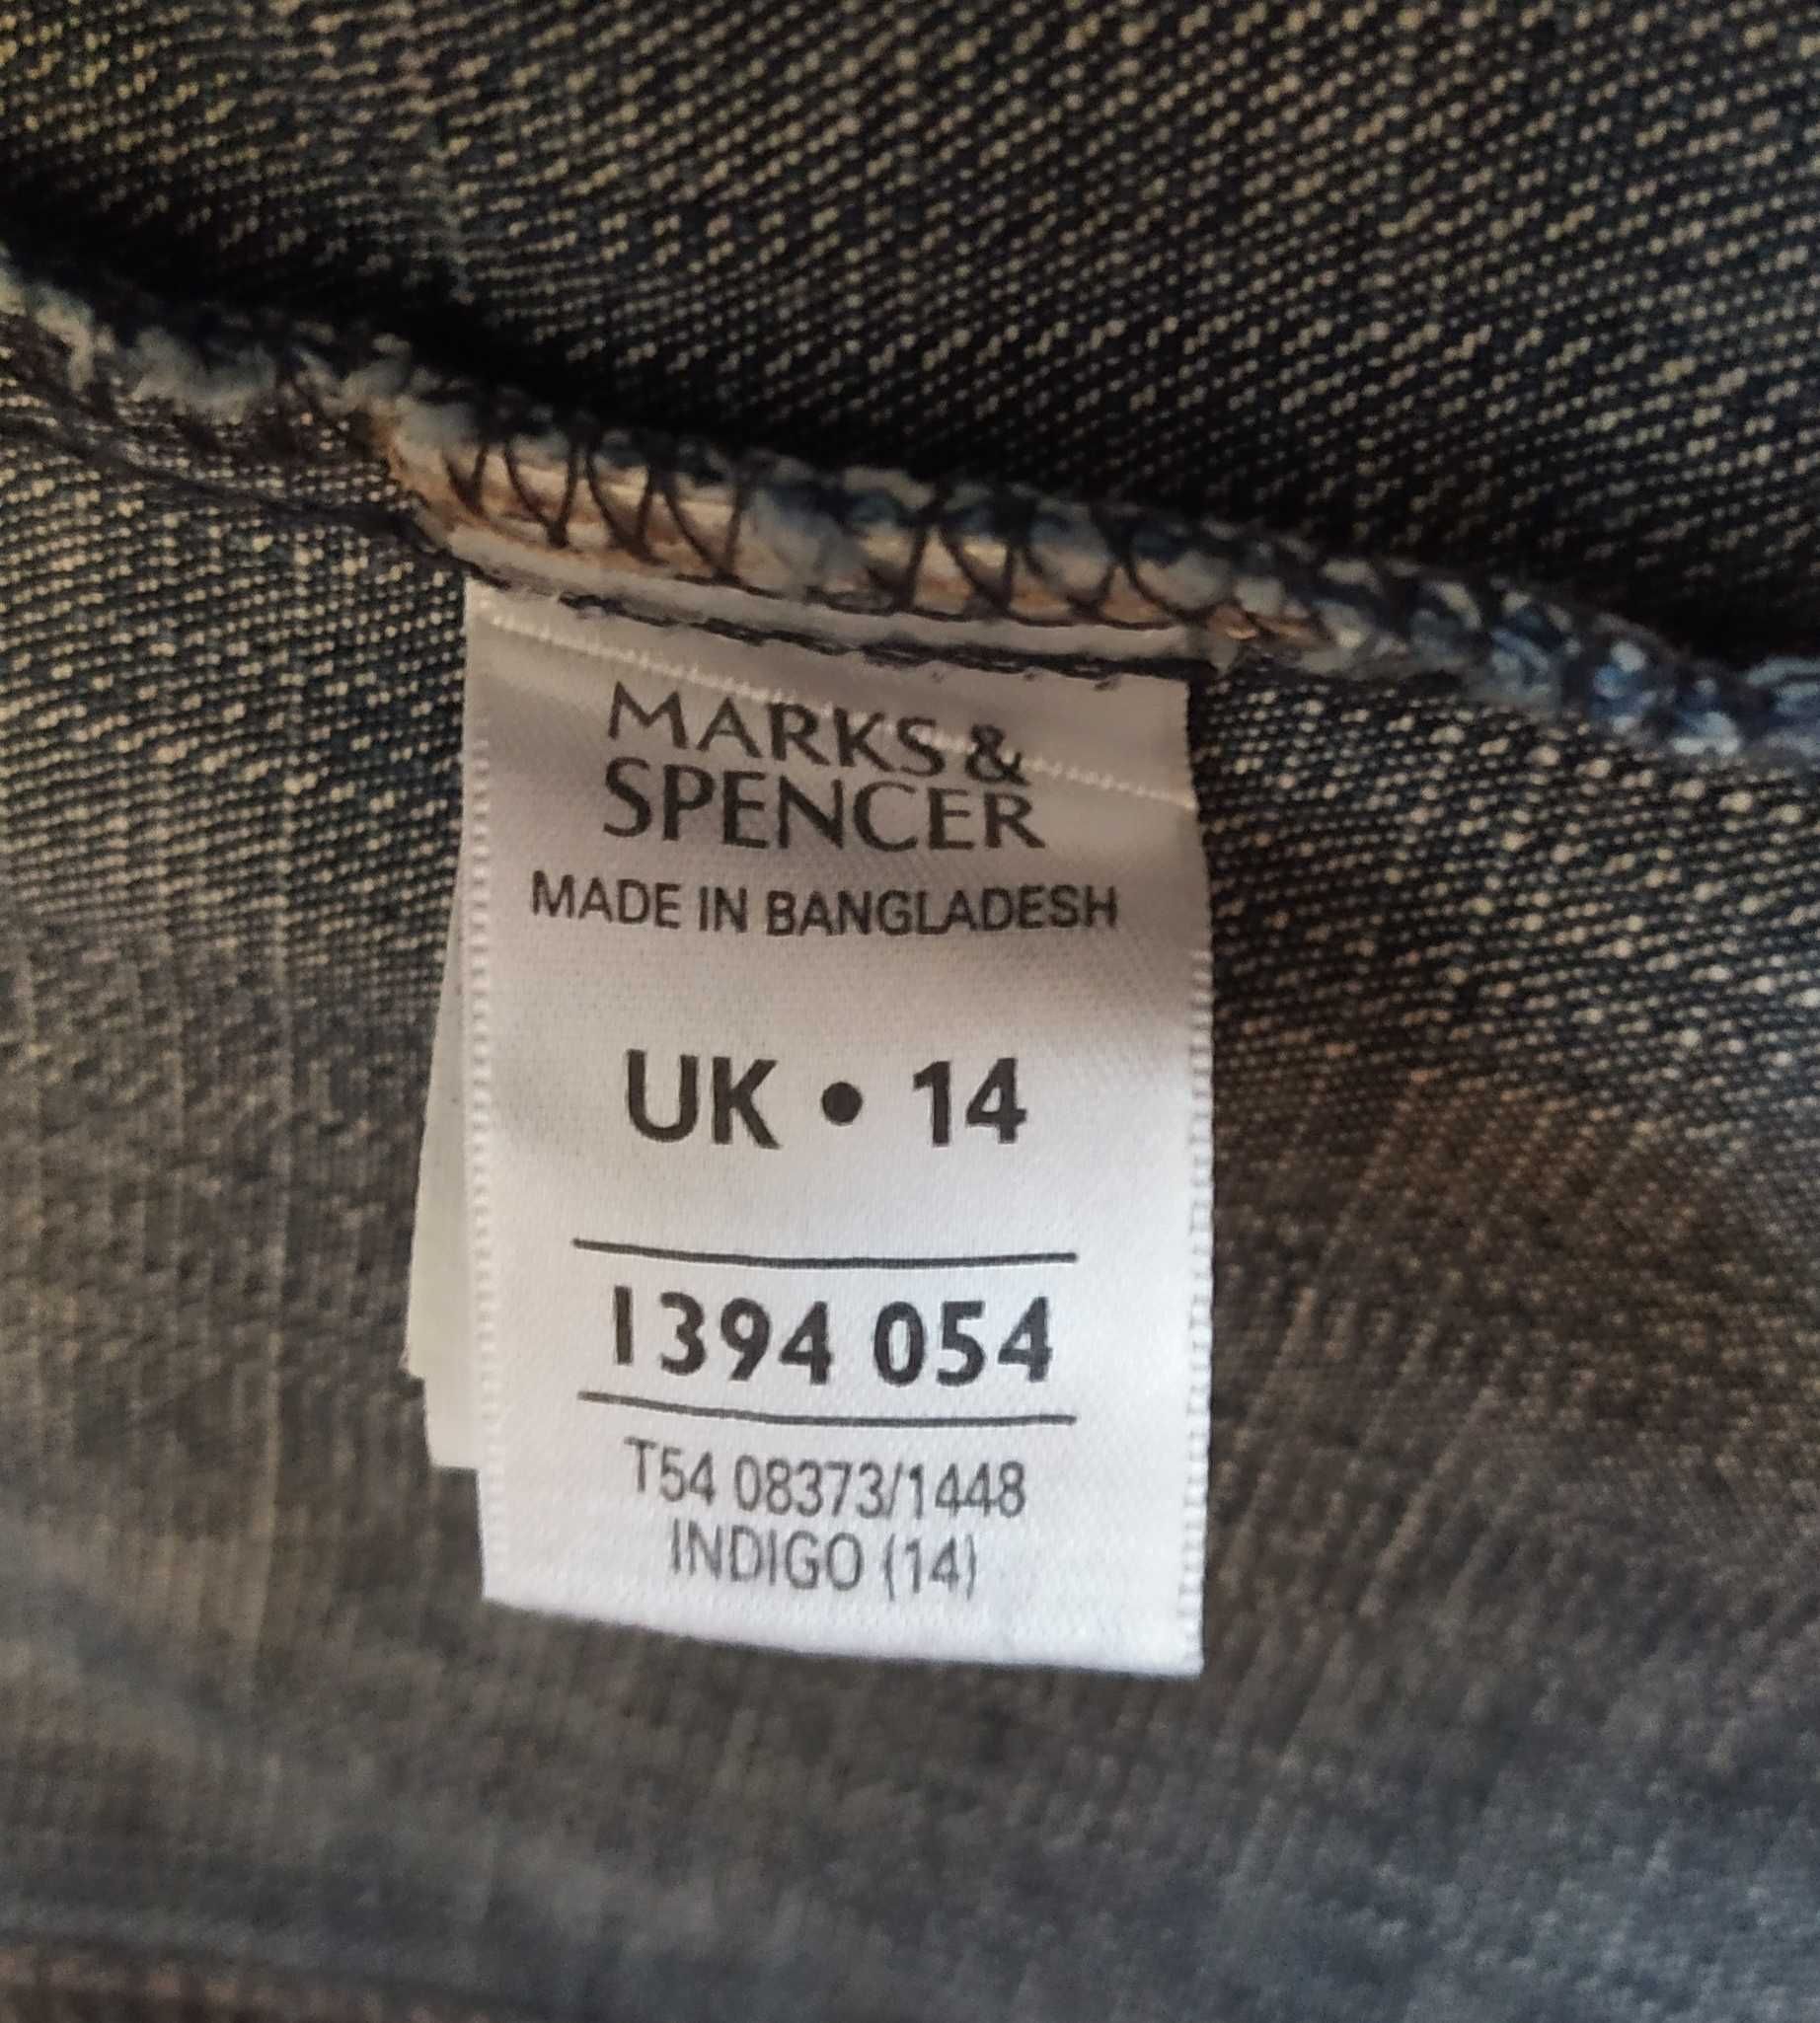 MARKS &
SPENCER
MADE IN BANGLADESH
UK • 14
1394 054
T54 08373/1448
INDIGO (14)